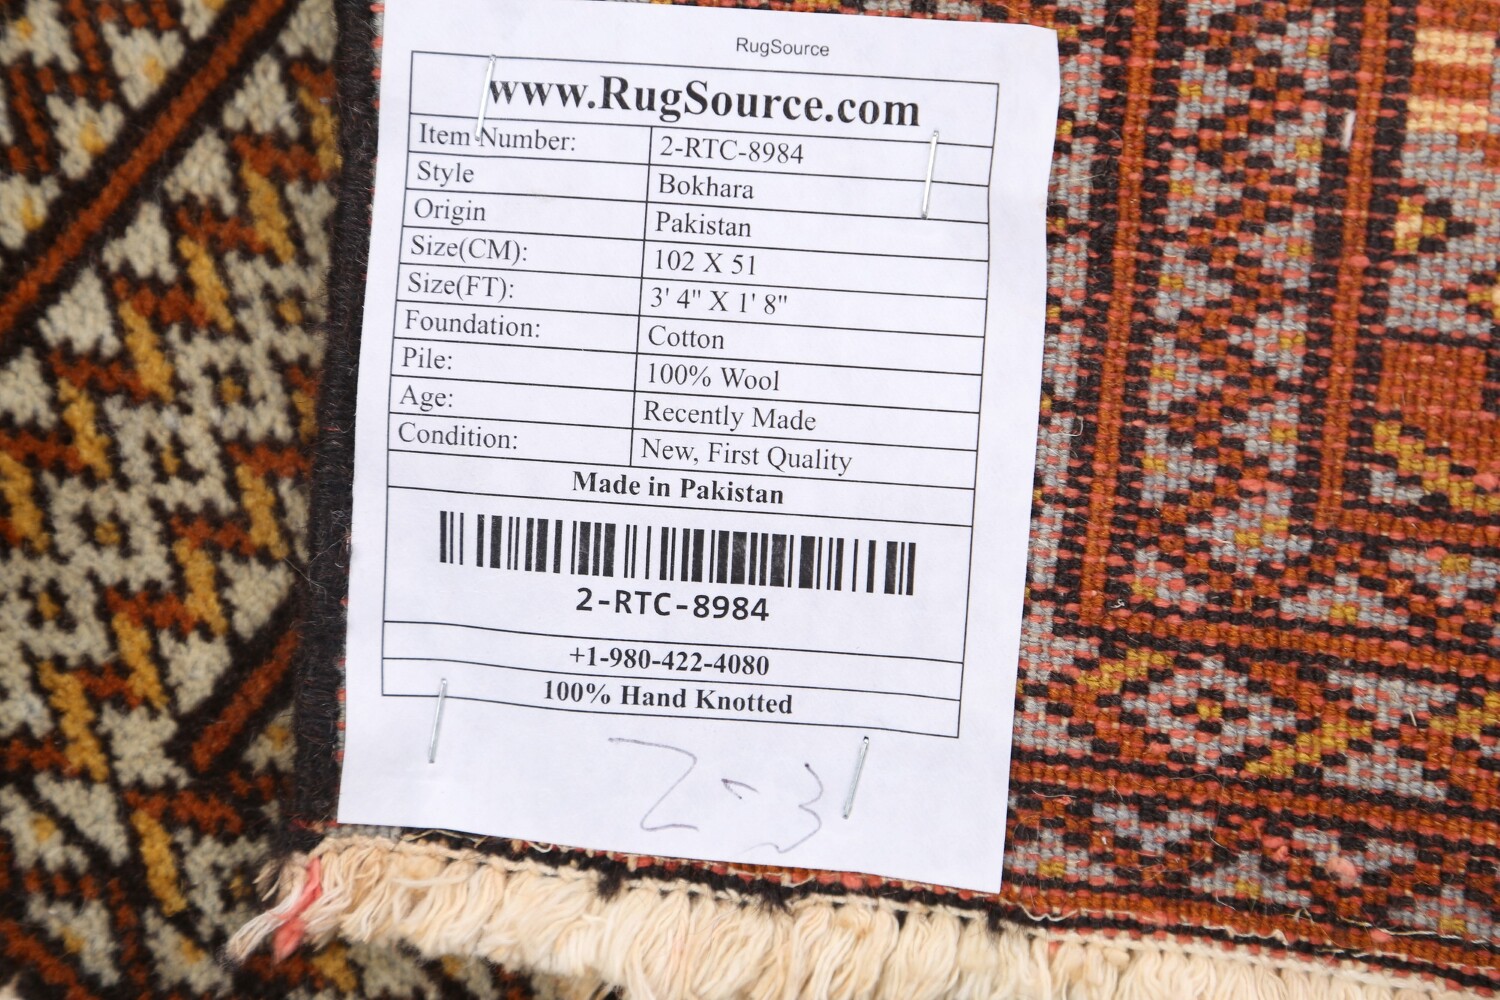 RugSource
www.RugSource.com
Item Number: 2-RTC-8984
Style Bokhara
Origin Pakistan
Size(CM): 102 X 51
Size(FT): 3' 4" X 1' 8"
Foundation: Cotton
Pile: 100% Wool
Age: Recently Made
Condition: New, First Quality
Made in Pakistan
2-RTC-8984
+1-980-422-4080
100% Hand Knotted
2-3